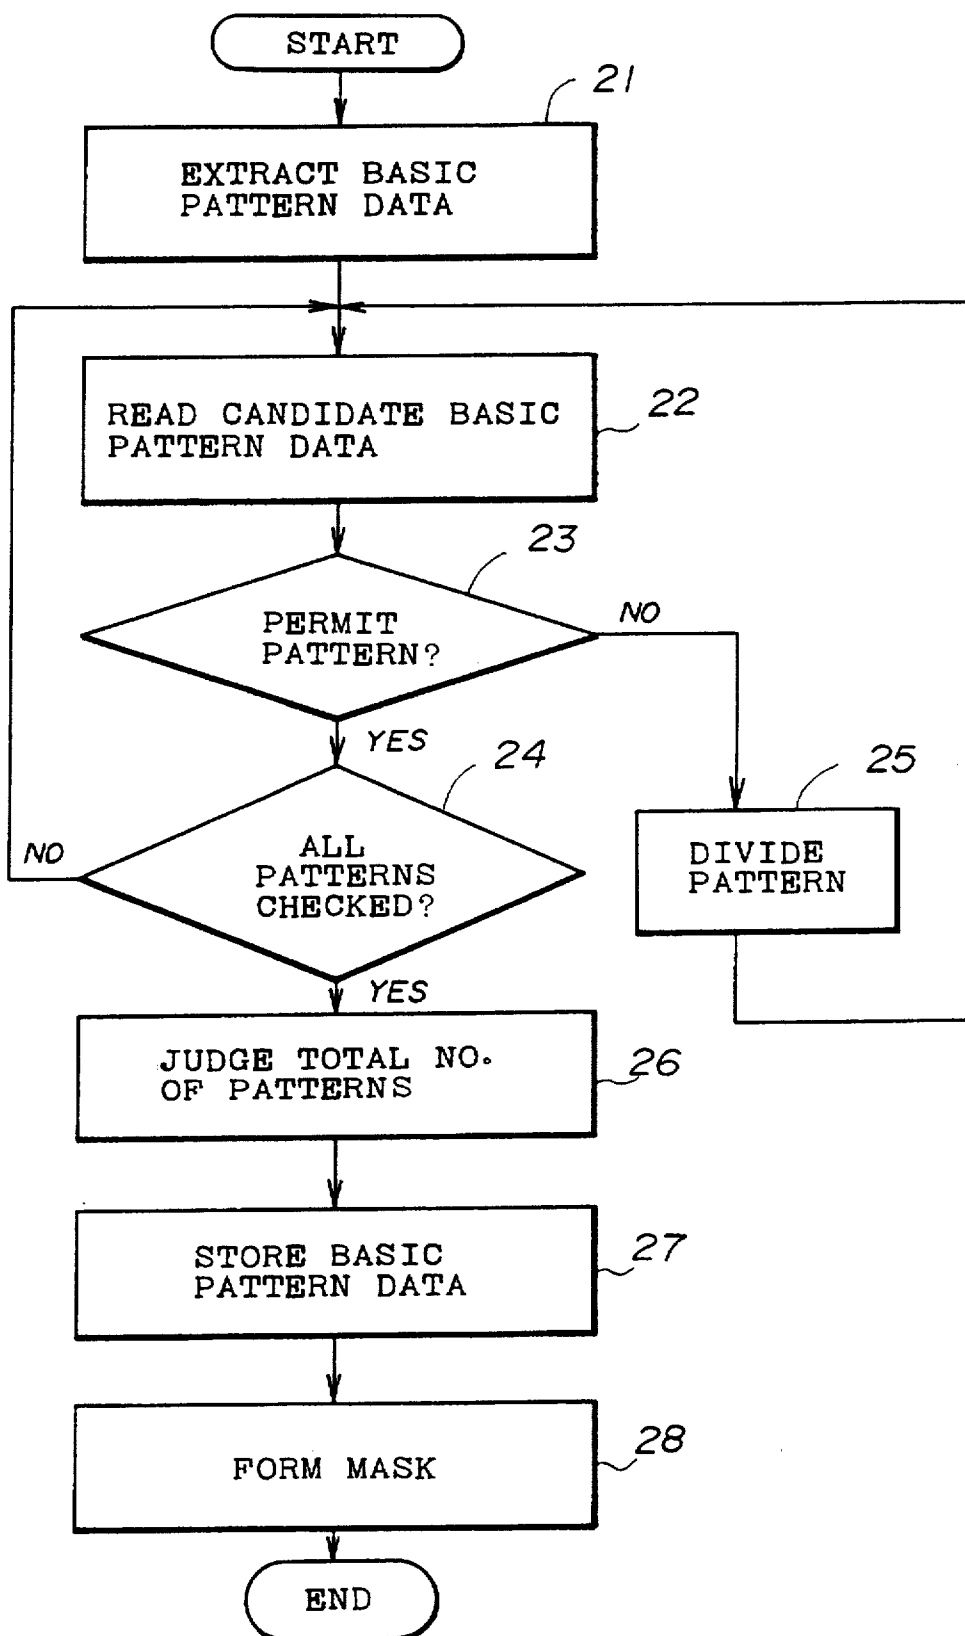 START
21
EXTRACT BASIC
PATTERN DATA
READ CANDIDATE BASIC
PATTERN DATA
22
23
PERMIT
PATTERN?
NO
YES
24
25
NO
ALL
PATTERNS
CHECKED?
DIVIDE
PATTERN
YES
JUDGE TOTAL NO.
OF PATTERNS
26
STORE BASIC
PATTERN DATA
27
FORM MASK
28
END